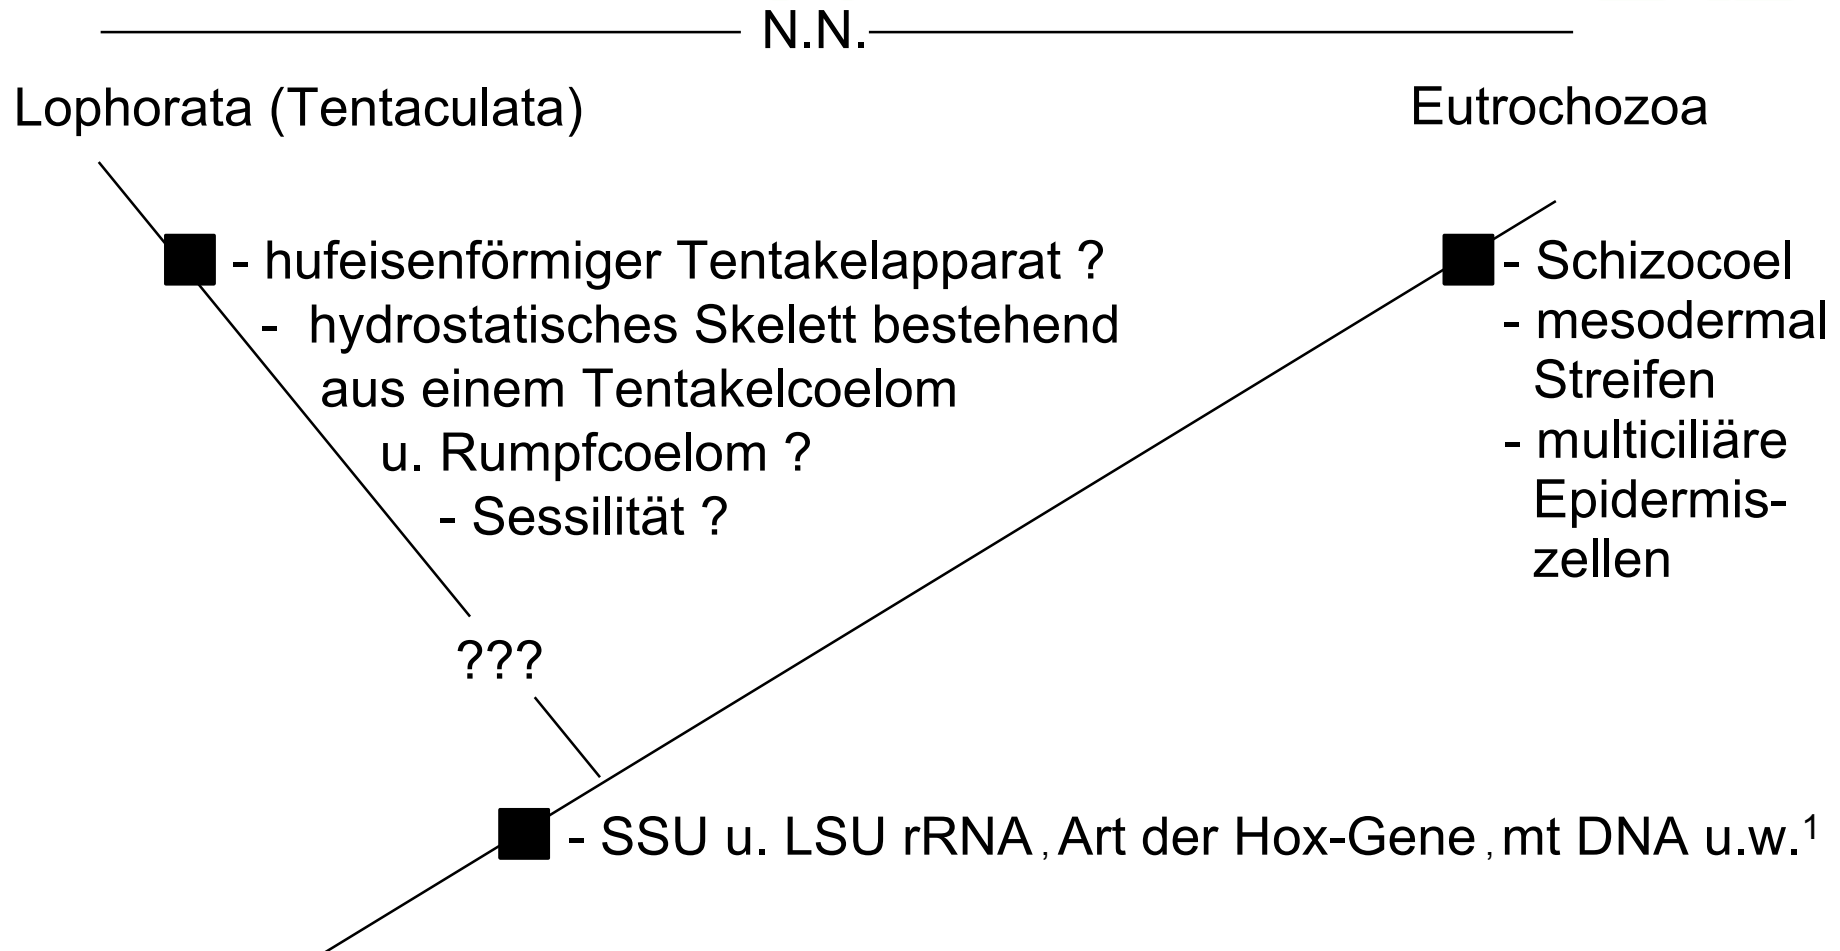 N.N.
Lophorata (Tentaculata)
Eutrochozoa
- hufeisenförmiger Tentakelapparat ?
- hydrostatisches Skelett bestehend
aus einem Tentakelcoelom
u. Rumpfcoelom ?
- Sessilität ?
- Schizocoel
- mesodermal
Streifen
- multiciliäre
Epidermis-
zellen
???
- SSU u. LSU rRNA , Art der Hox-Gene , mt DNA u.w.¹